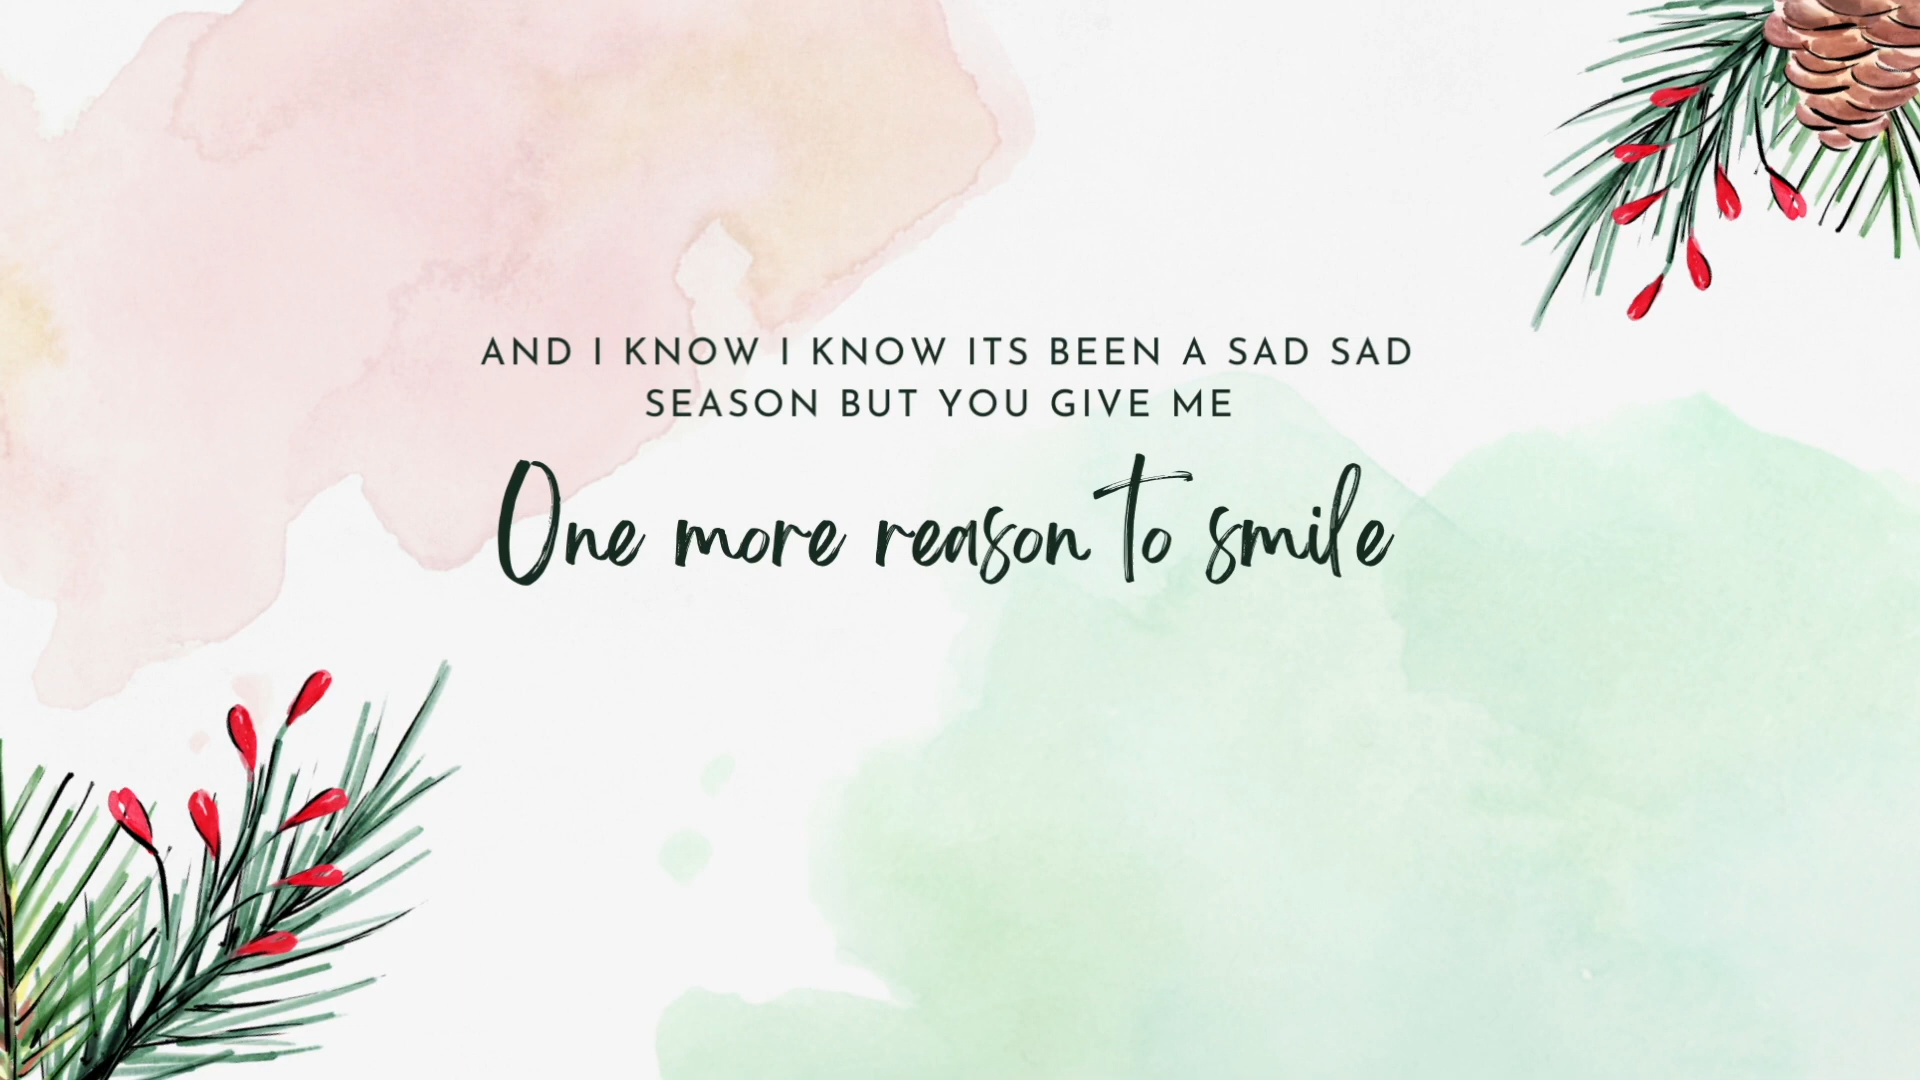 AND I KNOW I KNOW ITS BEEN A SAD SAD
SEASON BUT YOU GIVE ME
One more reason to smile